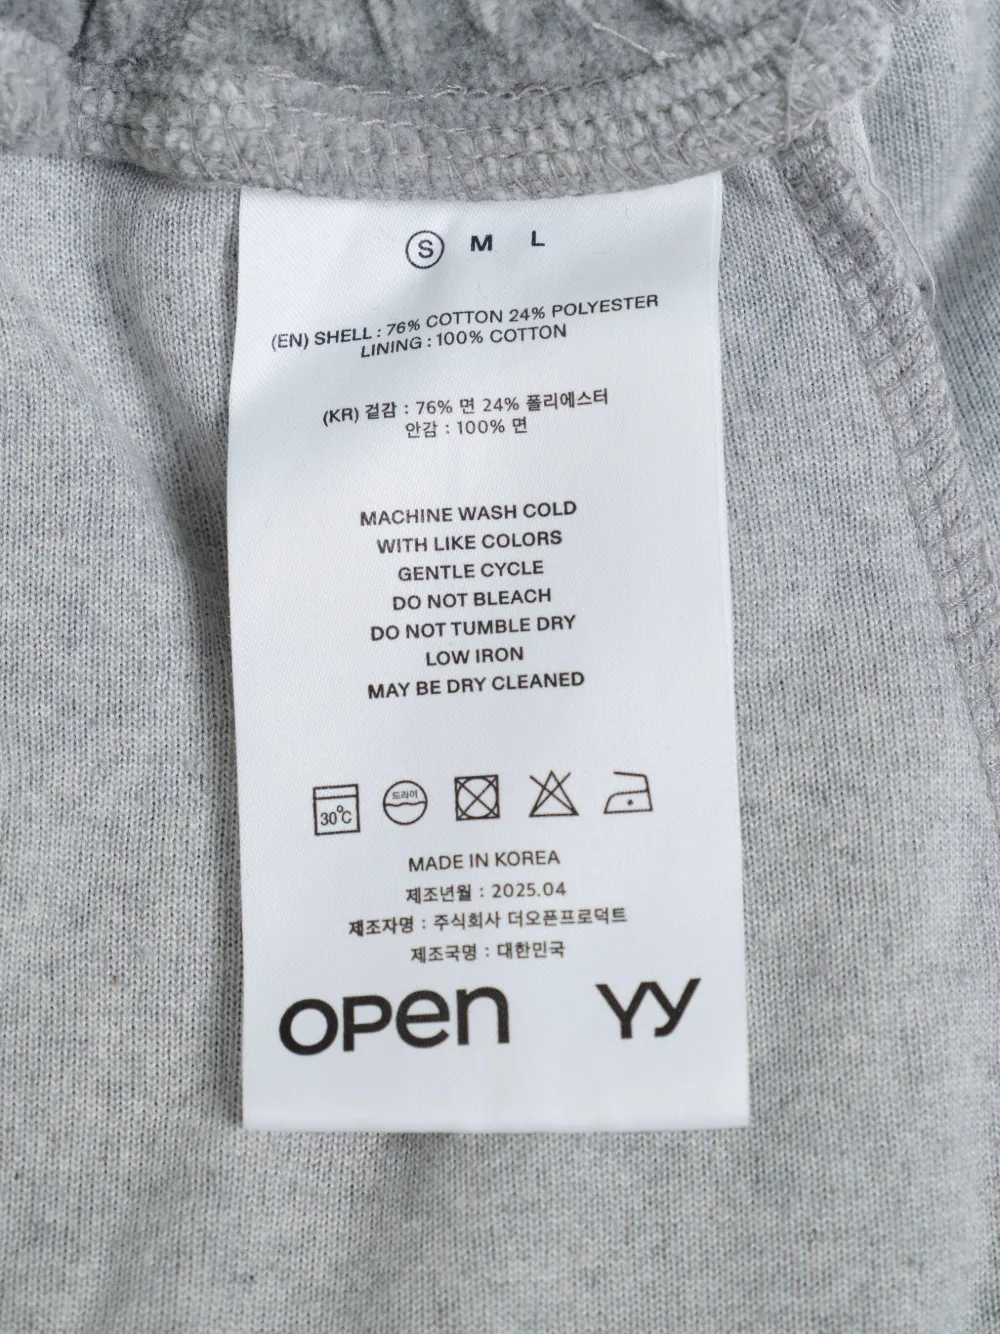 S M L
(EN) SHELL : 76% COTTON 24% POLYESTER
LINING : 100% COTTON
(KR) 겉감 : 76% 면 24% 폴리에스터
안감 : 100% 면
MACHINE WASH COLD
WITH LIKE COLORS
GENTLE CYCLE
DO NOT BLEACH
DO NOT TUMBLE DRY
LOW IRON
MAY BE DRY CLEANED
30℃ 드라이
MADE IN KOREA
제조년월 : 2025.04
제조자명 : 주식회사 더오픈프로덕트
제조국명 : 대한민국
OPEN YY